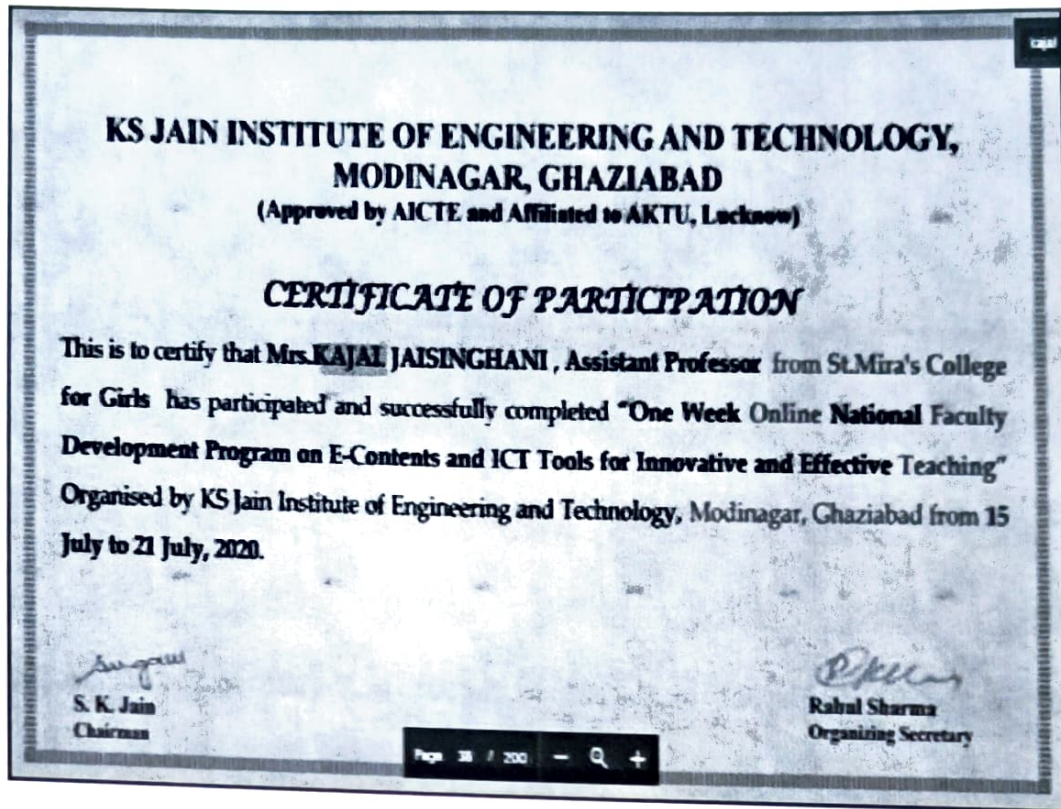 kajal
KS JAIN INSTITUTE OF ENGINEERING AND TECHNOLOGY,
MODINAGAR, GHAZIABAD
(Approved by AICTE and Affiliated to AKTU, Lucknow)
CERTIFICATE OF PARTICIPATION
This is to certify that Mrs.KAJAL JAISINGHANI , Assistant Professor from St.Mira's College
for Girls has participated and successfully completed "One Week Online National Faculty
Development Program on E-Contents and ICT Tools for Innovative and Effective Teaching"
Organised by KS Jain Institute of Engineering and Technology, Modinagar, Ghaziabad from 15
July to 21 July, 2020.
S. K. Jain
Chairman
Rahul Sharma
Organizing Secretary
Page 38 / 200 − +